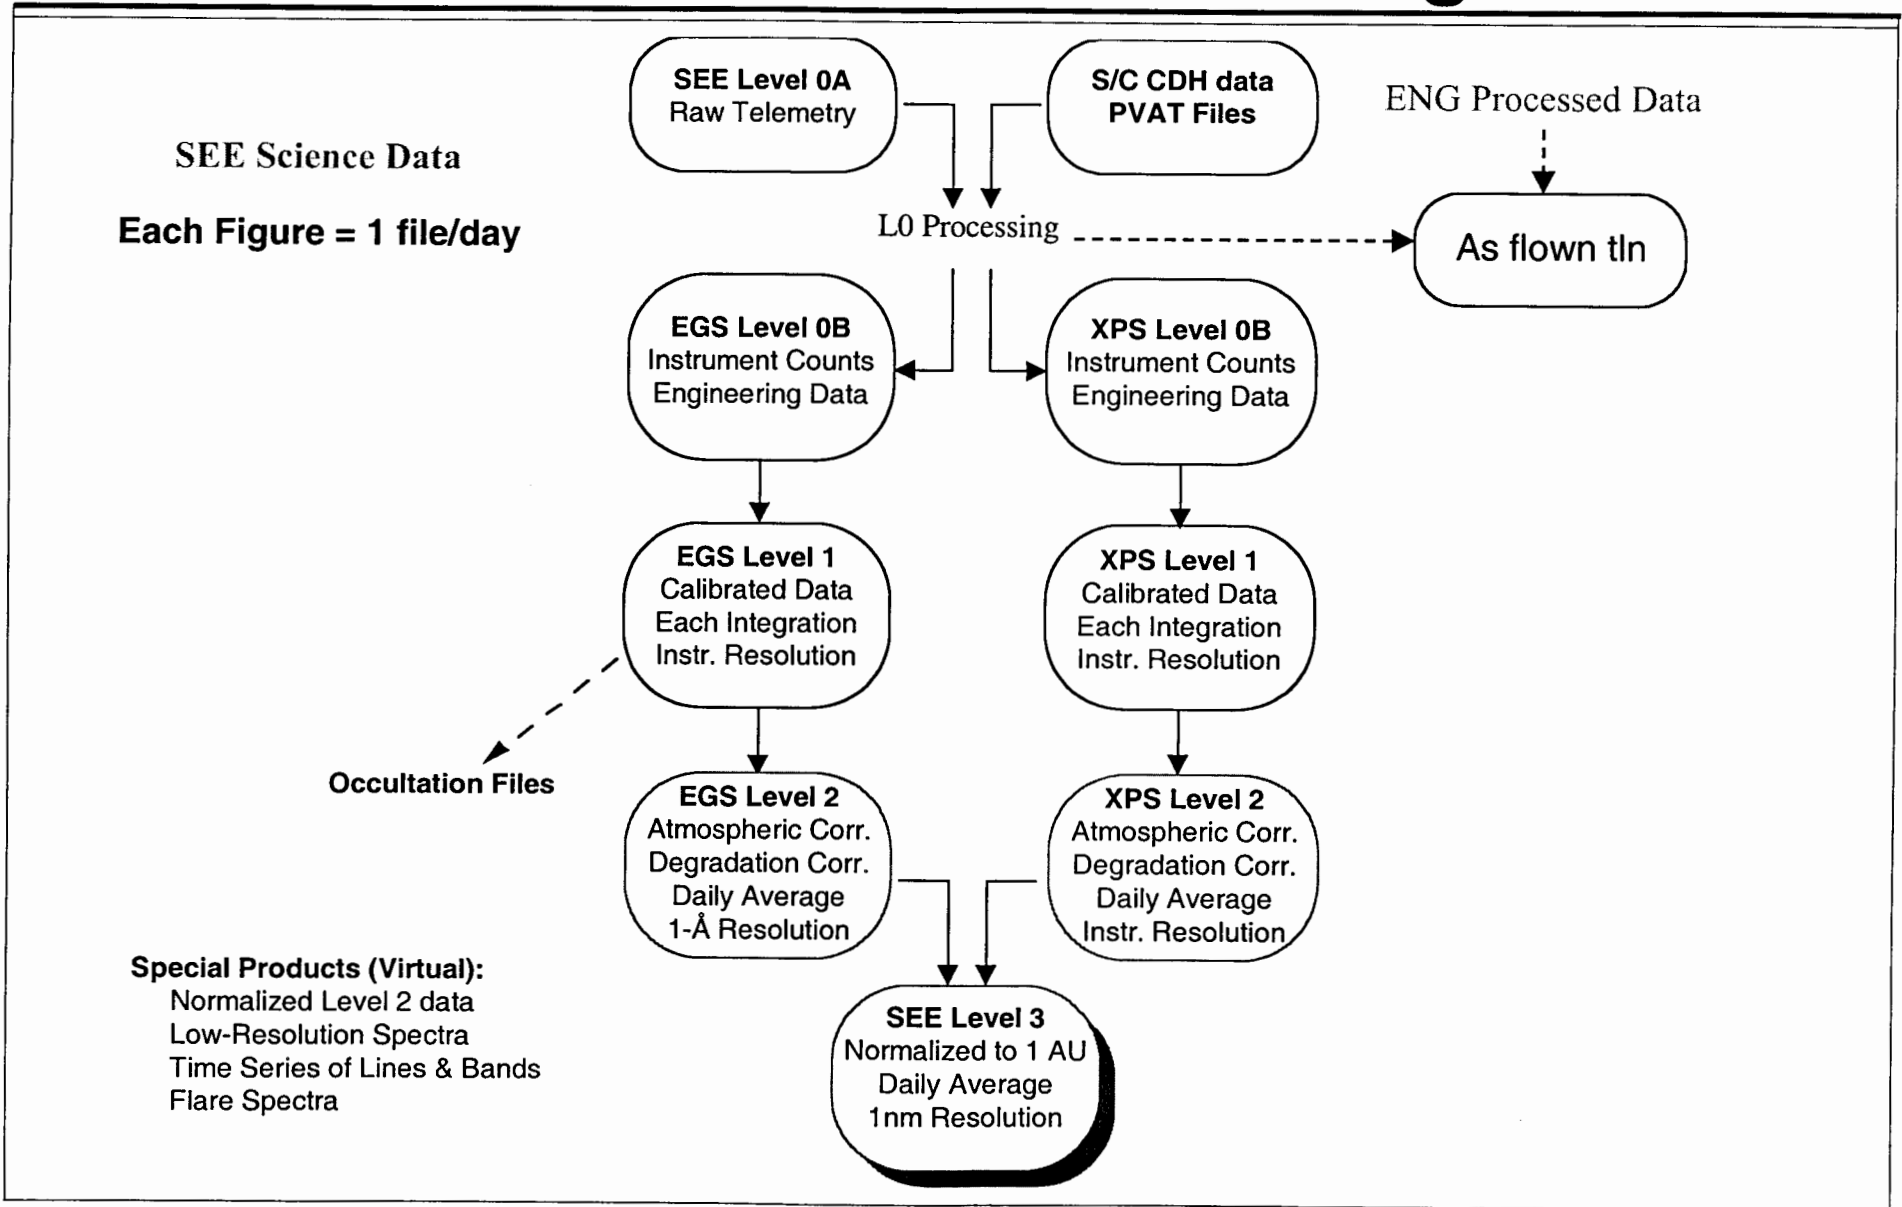 SEE Level 0A
Raw Telemetry
S/C CDH data
PVAT Files
ENG Processed Data
SEE Science Data
Each Figure = 1 file/day
L0 Processing
As flown tln
EGS Level 0B
Instrument Counts
Engineering Data
XPS Level 0B
Instrument Counts
Engineering Data
EGS Level 1
Calibrated Data
Each Integration
Instr. Resolution
XPS Level 1
Calibrated Data
Each Integration
Instr. Resolution
Occultation Files
EGS Level 2
Atmospheric Corr.
Degradation Corr.
Daily Average
1-Å Resolution
XPS Level 2
Atmospheric Corr.
Degradation Corr.
Daily Average
Instr. Resolution
Special Products (Virtual):
Normalized Level 2 data
Low-Resolution Spectra
Time Series of Lines & Bands
Flare Spectra
SEE Level 3
Normalized to 1 AU
Daily Average
1nm Resolution